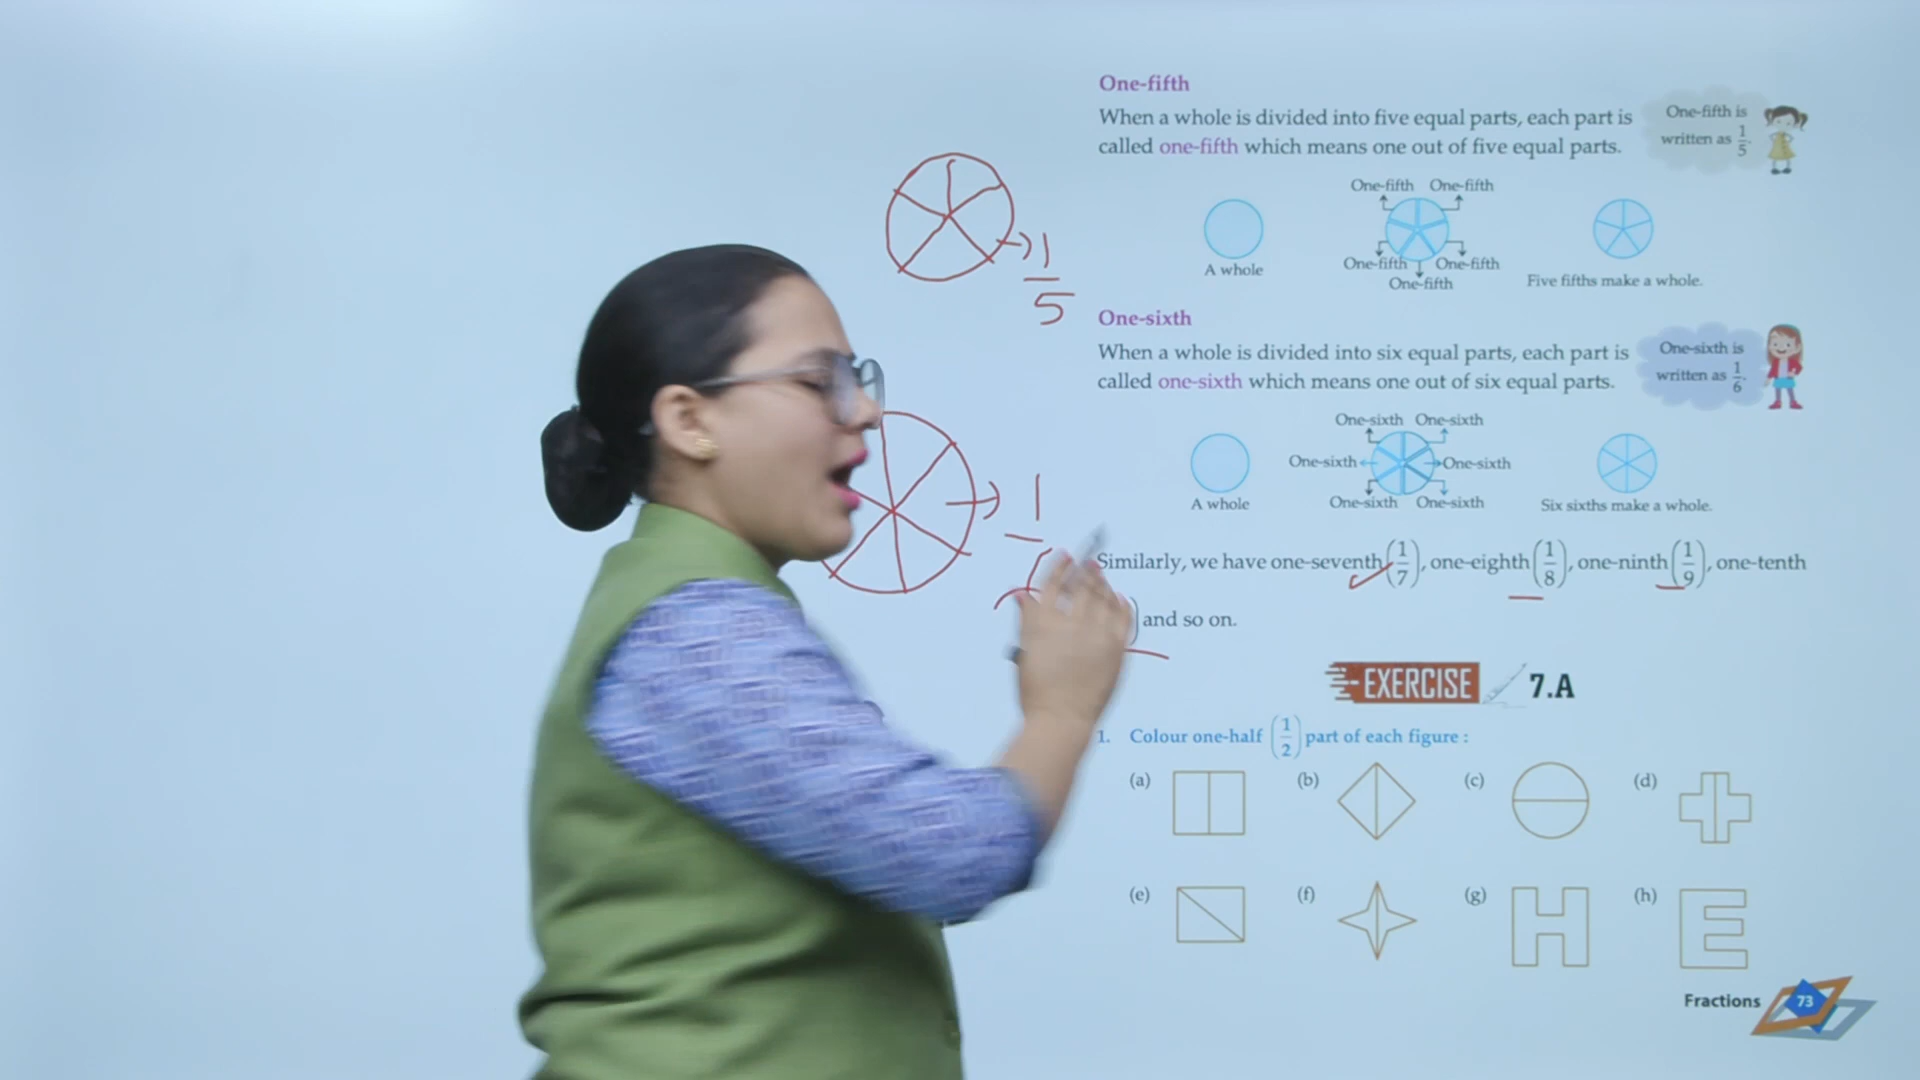 One-fifth
When a whole is divided into five equal parts, each part is
called one-fifth which means one out of five equal parts.
One-fifth is
written as 1/5.
One-fifth One-fifth
One-fifth One-fifth
One-fifth
A whole
Five fifths make a whole.
1/5
One-sixth
When a whole is divided into six equal parts, each part is
called one-sixth which means one out of six equal parts.
One-sixth is
written as 1/6.
One-sixth One-sixth
One-sixth One-sixth
One-sixth One-sixth
A whole
Six sixths make a whole.
1
Similarly, we have one-seventh (1/7), one-eighth (1/8), one-ninth (1/9), one-tenth
) and so on.
EXERCISE 7.A
1. Colour one-half (1/2) part of each figure :
(a) (b) (c) (d)
(e) (f) (g) H (h) E
Fractions 73